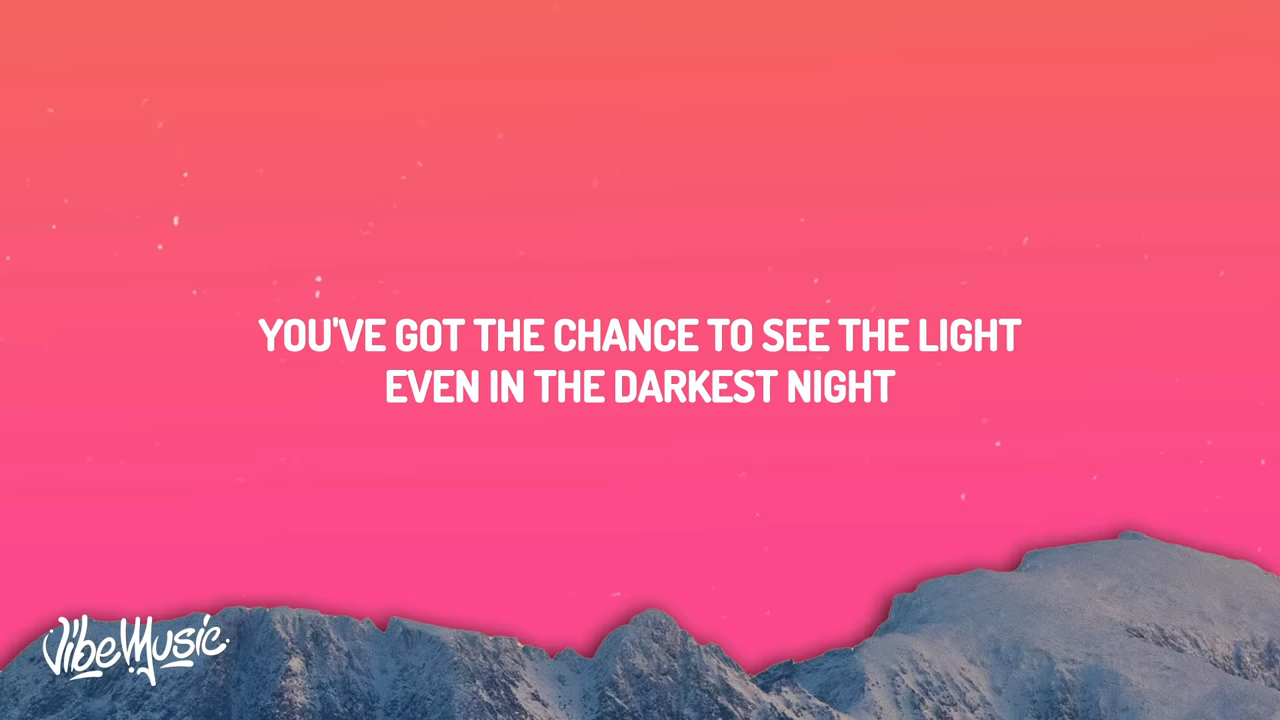 YOU'VE GOT THE CHANCE TO SEE THE LIGHT
EVEN IN THE DARKEST NIGHT
VibeMusic